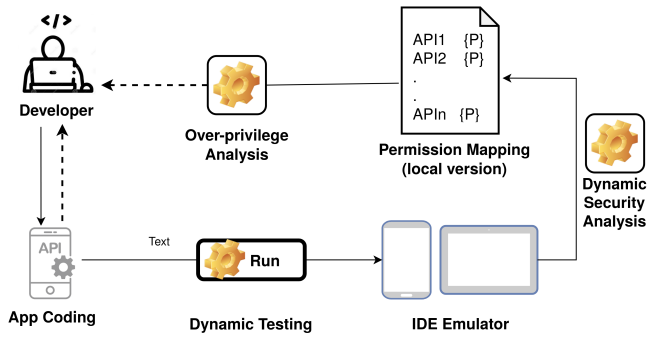 </>
Developer
Over-privilege
Analysis
API1 {P}
API2 {P}
.
.
APIn {P}
Permission Mapping
(local version)
Dynamic
Security
Analysis
API
App Coding
Text
Run
Dynamic Testing
IDE Emulator